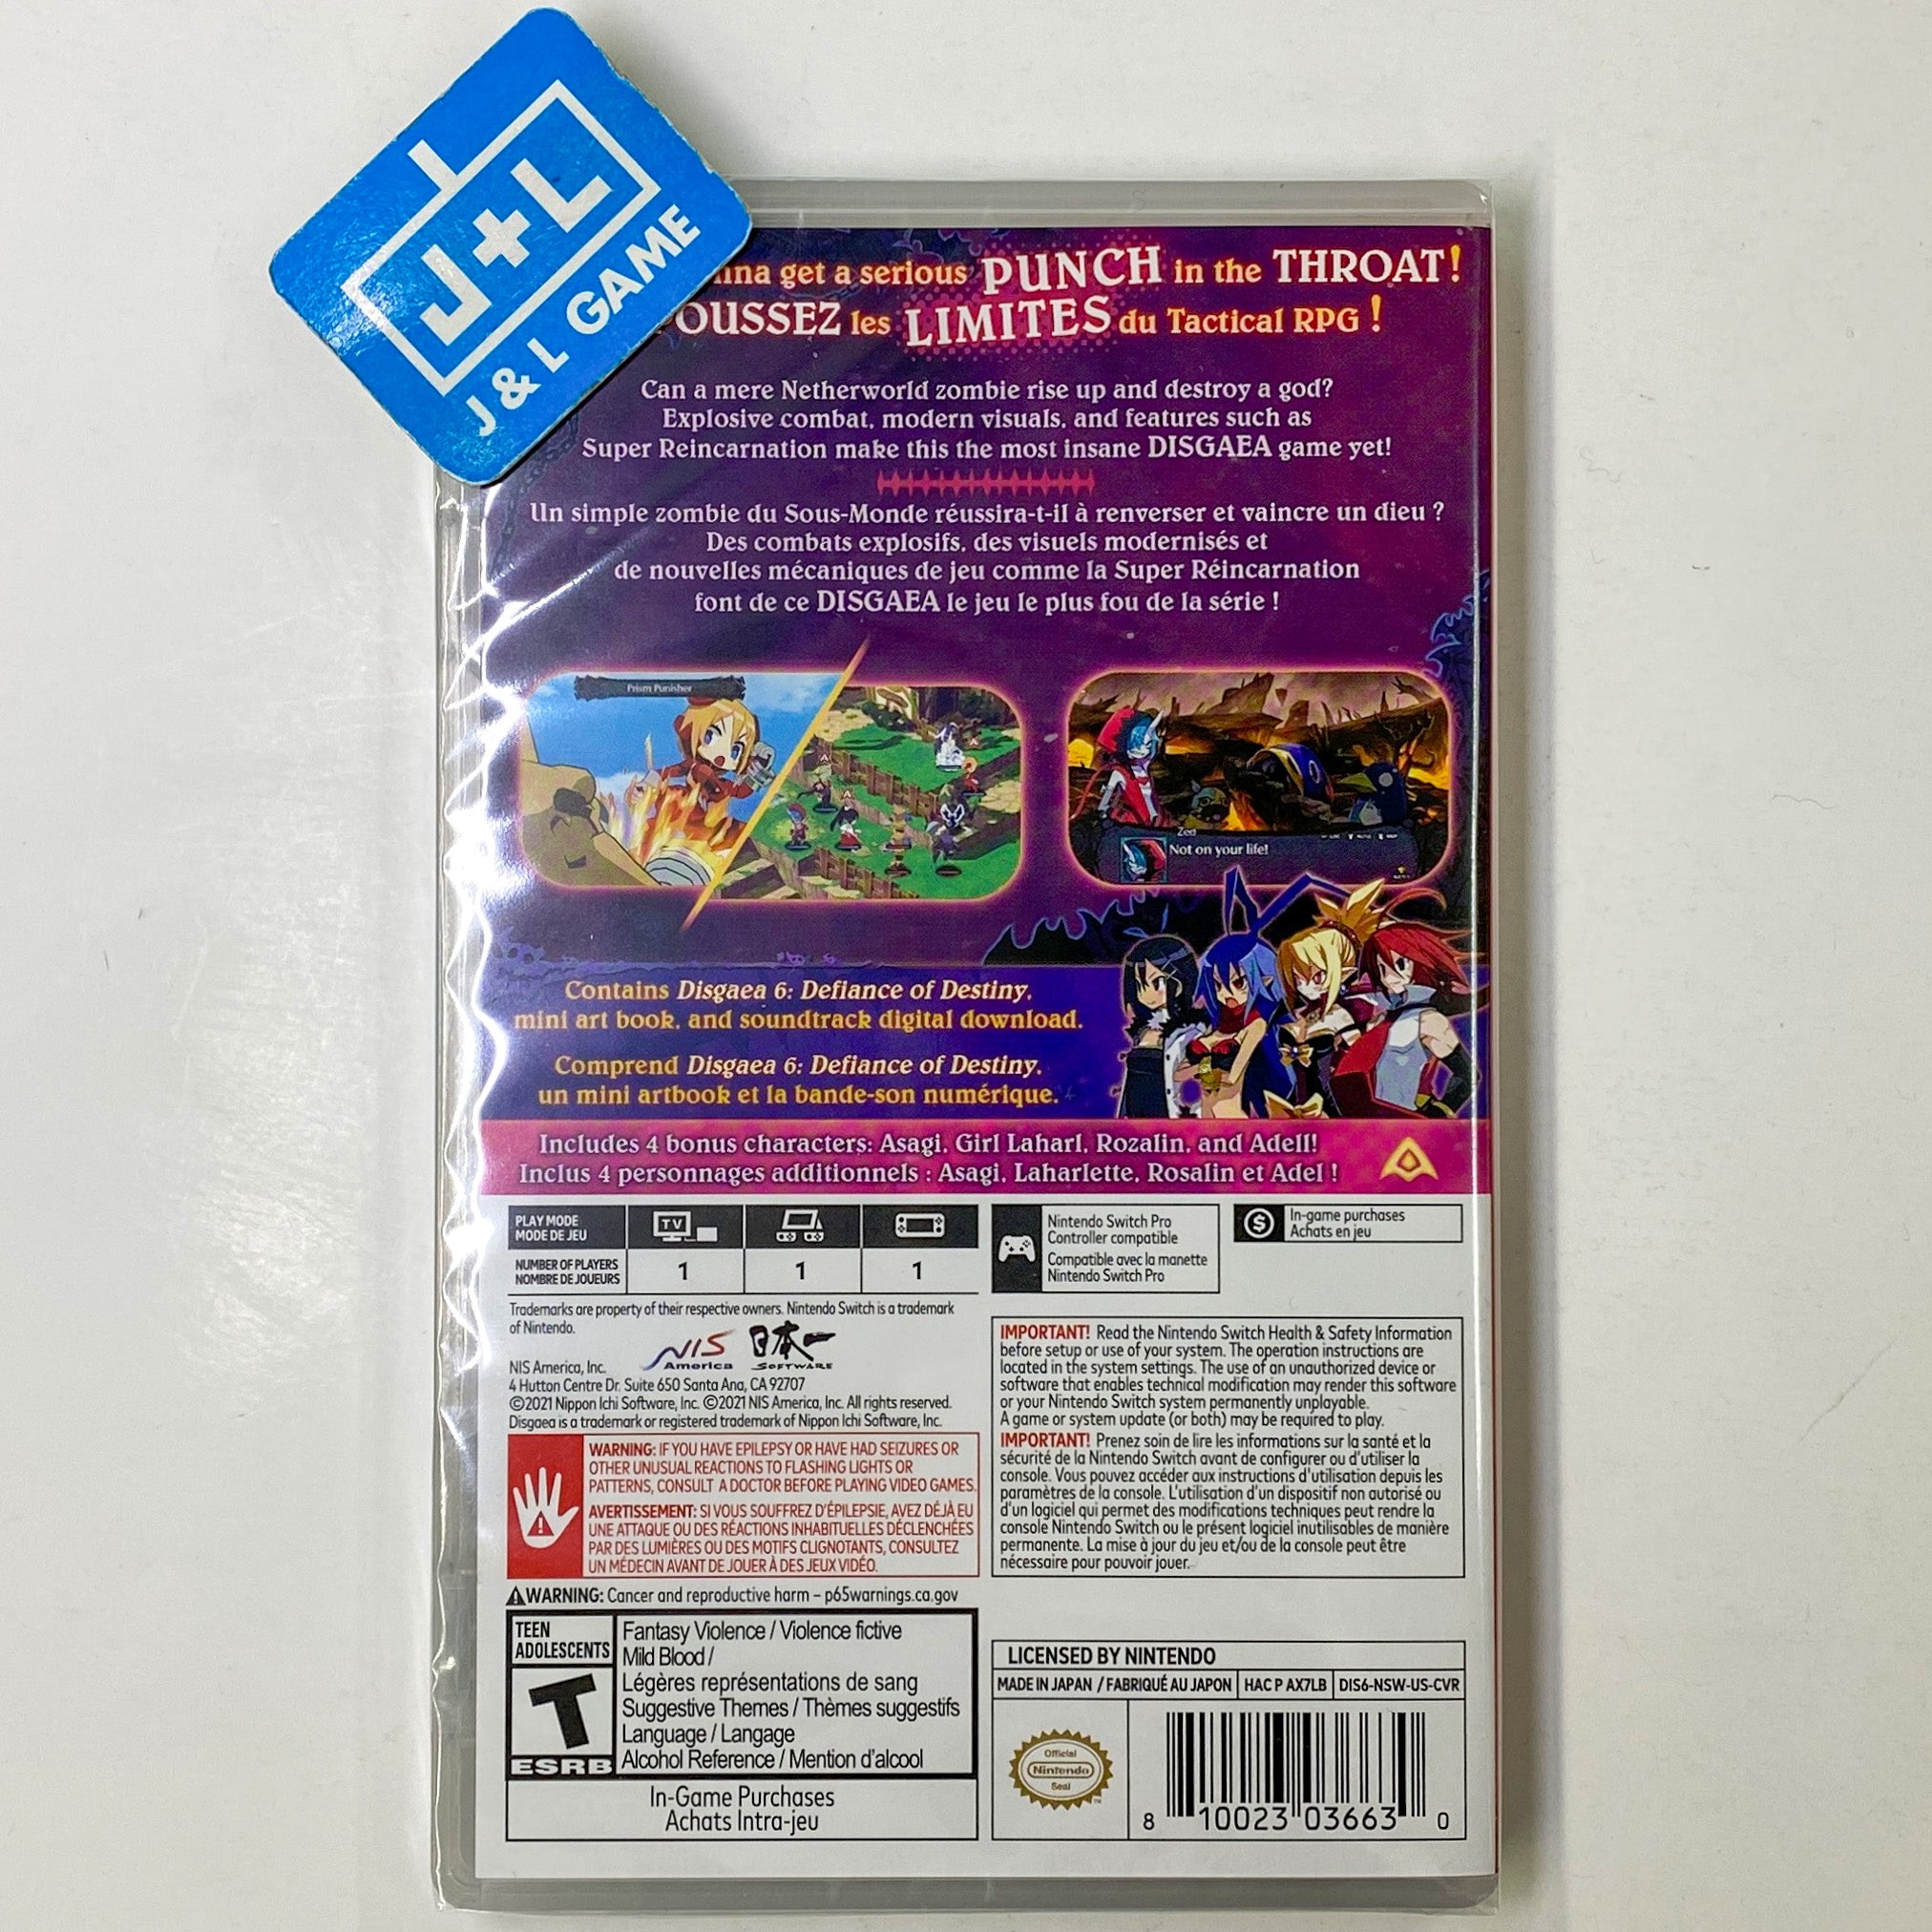 J+L
J & L GAME
get a serious PUNCH in the THROAT!
les LIMITES du Tactical RPG !
Can a mere Netherworld zombie rise up and destroy a god?
Explosive combat, modern visuals, and features such as
Super Reincarnation make this the most insane DISGAEA game yet!
Un simple zombie du Sous-Monde réussira-t-il à renverser et vaincre un dieu ?
Des combats explosifs, des visuels modernisés et
de nouvelles mécaniques de jeu comme la Super Réincarnation
font de ce DISGAEA le jeu le plus fou de la série !
Prism Punisher
Zed
Not on your life!
Contains Disgaea 6: Defiance of Destiny,
mini art book, and soundtrack digital download.
Comprend Disgaea 6: Defiance of Destiny,
un mini artbook et la bande-son numérique.
Includes 4 bonus characters: Asagi, Girl Laharl, Rozalin, and Adell!
Inclus 4 personnages additionnels : Asagi, Laharlette, Rosalin et Adel !
PLAY MODE
MODE DE JEU
TV
NUMBER OF PLAYERS
NOMBRE DE JOUEURS
1 1 1
Nintendo Switch Pro
Controller compatible
Compatible avec la manette
Nintendo Switch Pro
In-game purchases
Achats en jeu
Trademarks are property of their respective owners. Nintendo Switch is a trademark
of Nintendo.
NIS America
日本一 SOFTWARE
NIS America, Inc.
4 Hutton Centre Dr. Suite 650 Santa Ana, CA 92707
©2021 Nippon Ichi Software, Inc. ©2021 NIS America, Inc. All rights reserved.
Disgaea is a trademark or registered trademark of Nippon Ichi Software, Inc.
WARNING: IF YOU HAVE EPILEPSY OR HAVE HAD SEIZURES OR
OTHER UNUSUAL REACTIONS TO FLASHING LIGHTS OR
PATTERNS, CONSULT A DOCTOR BEFORE PLAYING VIDEO GAMES.
AVERTISSEMENT: SI VOUS SOUFFREZ D'ÉPILEPSIE, AVEZ DÉJÀ EU
UNE ATTAQUE OU DES RÉACTIONS INHABITUELLES DÉCLENCHÉES
PAR DES LUMIÈRES OU DES MOTIFS CLIGNOTANTS, CONSULTEZ
UN MÉDECIN AVANT DE JOUER À DES JEUX VIDÉO.
WARNING: Cancer and reproductive harm – p65warnings.ca.gov
IMPORTANT! Read the Nintendo Switch Health & Safety Information
before setup or use of your system. The operation instructions are
located in the system settings. The use of an unauthorized device or
software that enables technical modification may render this software
or your Nintendo Switch system permanently unplayable.
A game or system update (or both) may be required to play.
IMPORTANT! Prenez soin de lire les informations sur la santé et la
sécurité de la Nintendo Switch avant de configurer ou d'utiliser la
console. Vous pouvez accéder aux instructions d'utilisation depuis les
paramètres de la console. L'utilisation d'un dispositif non autorisé ou
d'un logiciel qui permet des modifications techniques peut rendre la
console Nintendo Switch ou le présent logiciel inutilisables de manière
permanente. La mise à jour du jeu et/ou de la console peut être
nécessaire pour pouvoir jouer.
TEEN
ADOLESCENTS
T
ESRB
Fantasy Violence / Violence fictive
Mild Blood /
Légères représentations de sang
Suggestive Themes / Thèmes suggestifs
Language / Langage
Alcohol Reference / Mention d'alcool
In-Game Purchases
Achats Intra-jeu
LICENSED BY NINTENDO
MADE IN JAPAN / FABRIQUÉ AU JAPON HAC P AX7LB DIS6-NSW-US-CVR
Official
Nintendo
Seal
TM
8 10023 03663 0